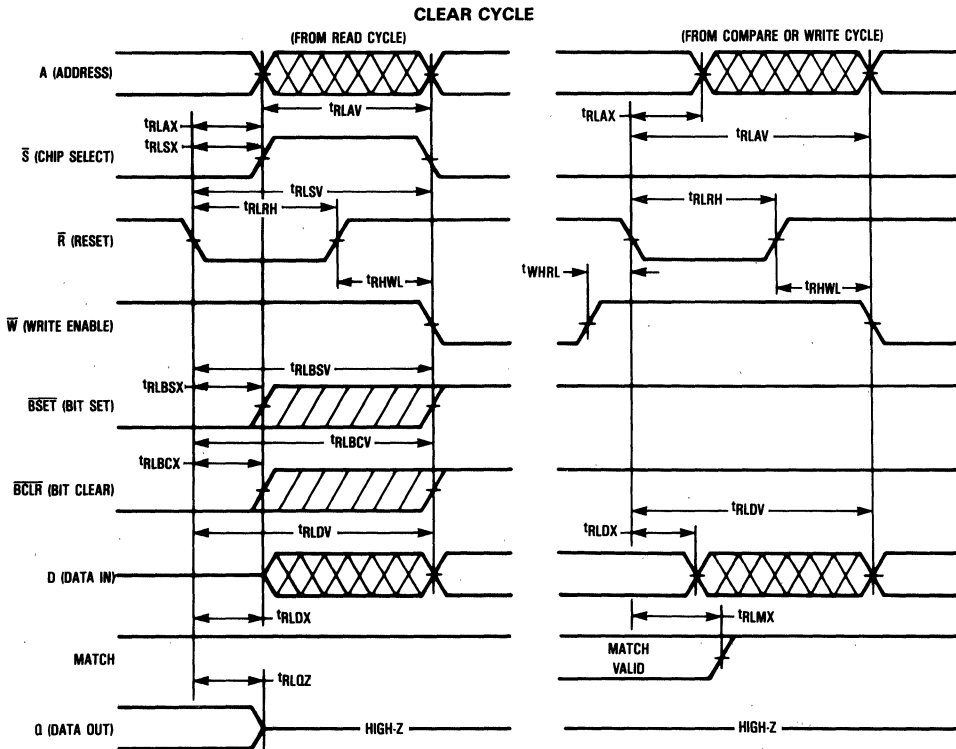 CLEAR CYCLE
(FROM READ CYCLE) (FROM COMPARE OR WRITE CYCLE)
A (ADDRESS)
tRLAV
tRLAX tRLAX
tRLSX tRLAV
S̅ (CHIP SELECT)
tRLSV
tRLRH tRLRH
R̅ (RESET)
tRHWL tWHRL tRHWL
W̅ (WRITE ENABLE)
tRLBSV
tRLBSX
B̅S̅E̅T̅ (BIT SET)
tRLBCV
tRLBCX
B̅C̅L̅R̅ (BIT CLEAR)
tRLDV tRLDV
tRLDX
D (DATA IN)
tRLDX tRLMX
MATCH MATCH
VALID
tRLQZ
Q (DATA OUT) HIGH-Z HIGH-Z